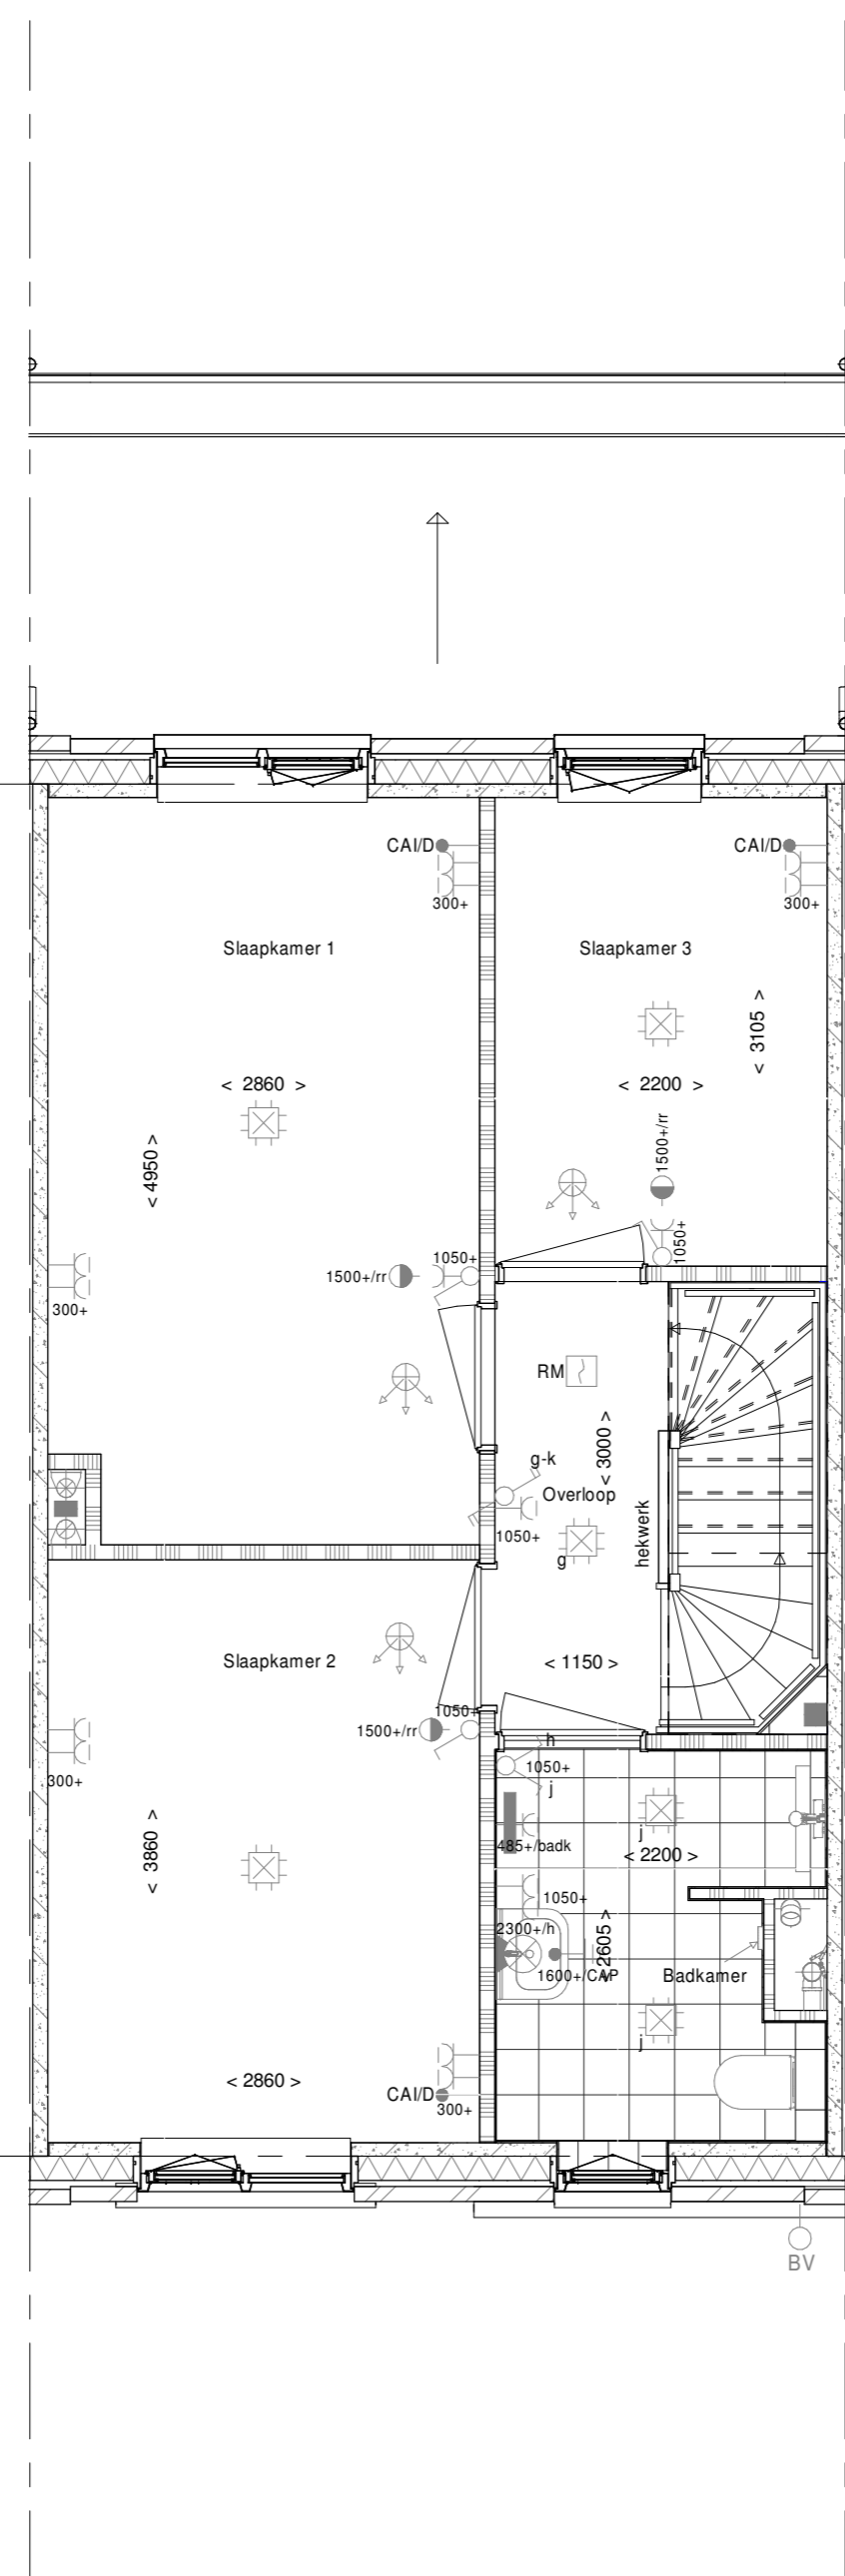 CAI/D
300+
CAI/D
300+
Slaapkamer 1
Slaapkamer 3
< 3105 >
< 2860 >
< 2200 >
< 4950 >
1500+/rr
1050+
1050+
1500+/rr
300+
RM
< 3000 >
g-k
Overloop
1050+
hekwerk
g
Slaapkamer 2
< 1150 >
1050+
1500+/rr
h
1050+
300+
j
< 3860 >
j
485+/badk
< 2200 >
1050+
2300+/h
< 2605 >
1600+/CAP
Badkamer
j
< 2860 >
CAI/D
300+
BV